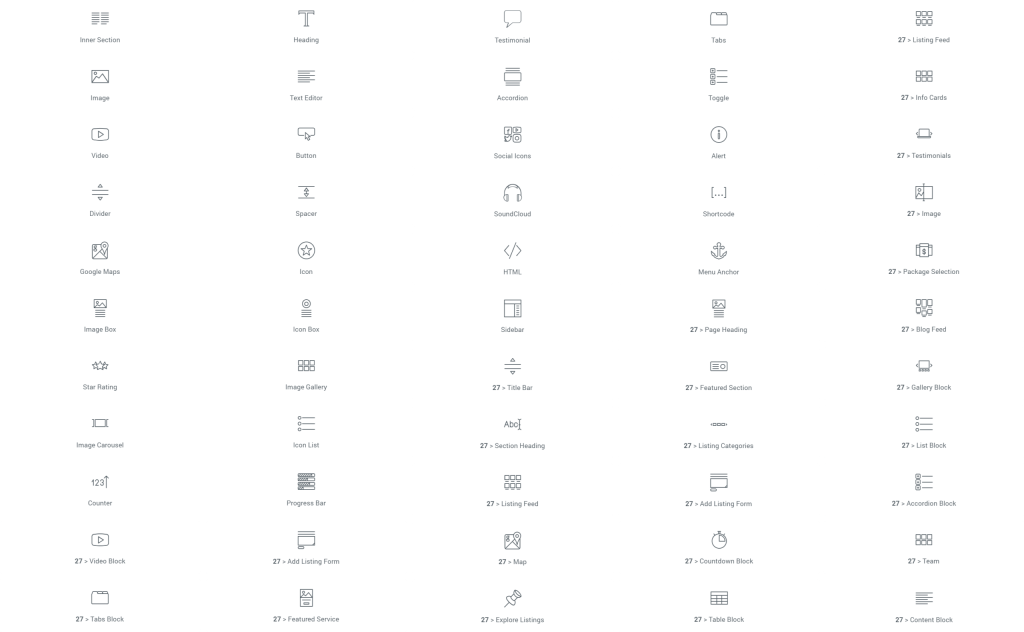 Inner Section
Heading
Testimonial
Tabs
27 > Listing Feed
Image
Text Editor
Accordion
Toggle
27 > Info Cards
Video
Button
Social Icons
Alert
27 > Testimonials
Divider
Spacer
SoundCloud
[...]
Shortcode
27 > Image
Google Maps
Icon
</>
HTML
Menu Anchor
$
27 > Package Selection
Image Box
Icon Box
Sidebar
27 > Page Heading
27 > Blog Feed
Star Rating
Image Gallery
27 > Title Bar
27 > Featured Section
27 > Gallery Block
Image Carousel
Icon List
Abc
27 > Section Heading
27 > Listing Categories
27 > List Block
123
Counter
Progress Bar
27 > Listing Feed
27 > Add Listing Form
27 > Accordion Block
27 > Video Block
27 > Add Listing Form
27 > Map
27 > Countdown Block
27 > Team
27 > Tabs Block
27 > Featured Service
27 > Explore Listings
27 > Table Block
27 > Content Block